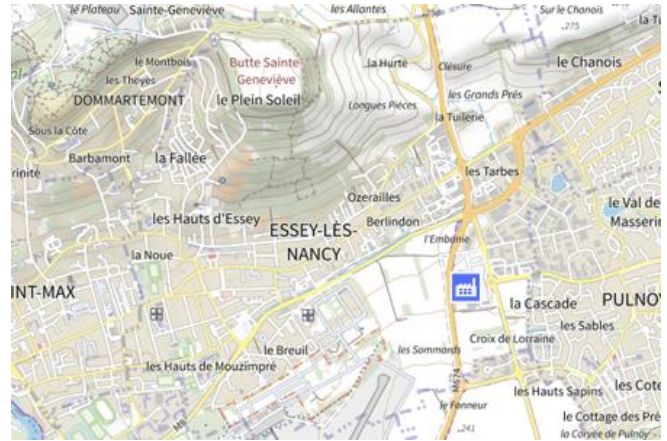 le Plateau
Sainte-Geneviève
les Allantes
Sur le Chanois
.275
Butte Sainte-
Geneviève
le Montbois
la Hurte
Clésure
le Chanois
les Theyes
DOMMARTEMONT
le Plein Soleil
Longues Pièces
les Grands Prés
la Tuilerie
Sous la Côte
Barbamont
la Fallée
les Tarbes
Ozerailles
le Val de
les Hauts d'Essey
Berlindon
ESSEY-LÈS-
NANCY
l'Embanie
la Noue
INT-MAX
la Cascade
PULNO
les Sables
Croix de Lorraine
le Breuil
les Sommards
les Hauts de Mouzimpré
M674
les Hauts Sapins
les Cote
le Fonneur
.241
le Cottage des Pré
la Corvée de Pulnoy